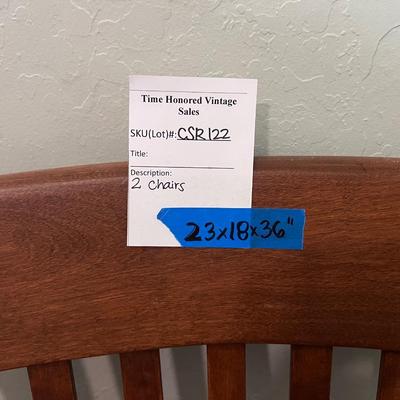 Time Honored Vintage
Sales
SKU(Lot)#: CSR122
Title:
Description:
2 chairs
23x18x36"